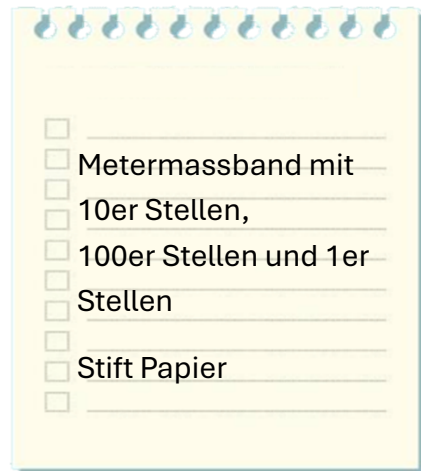 Metermassband mit
10er Stellen,
100er Stellen und 1er
Stellen
Stift Papier